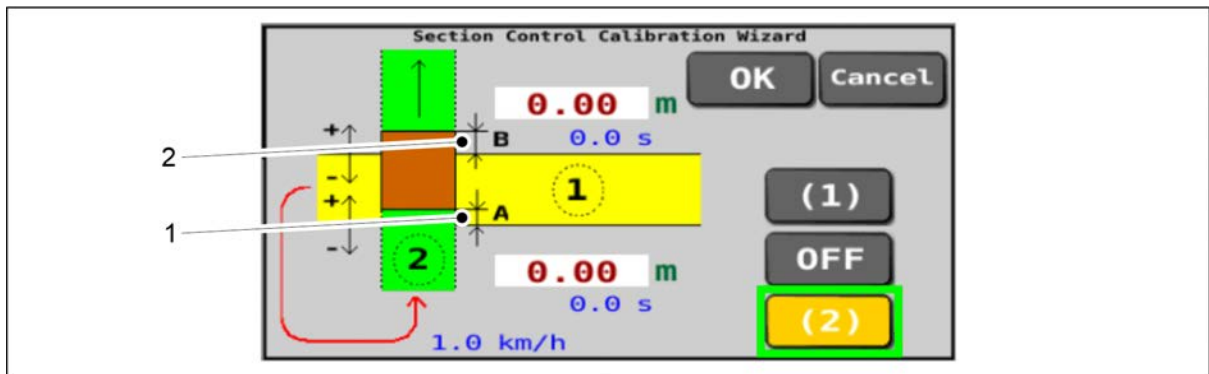 Section Control Calibration Wizard
OK Cancel
0.00 m
+ B 0.0 s
2
- 1 (1)
+ A
1
- 2 OFF
0.00 m
0.0 s (2)
1.0 km/h